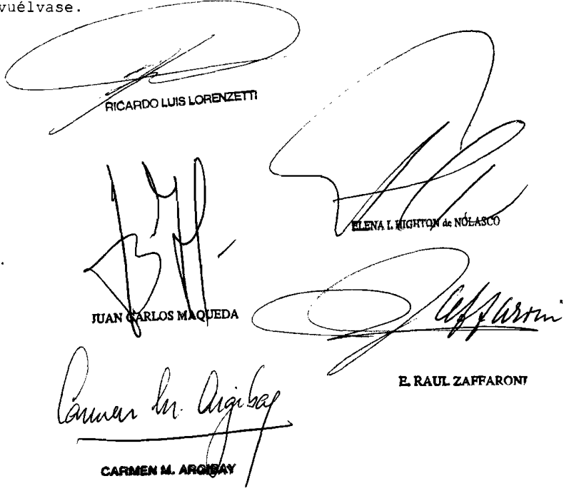 vuélvase.
RICARDO LUIS LORENZETTI
ELENA I. HIGHTON de NOLASCO
JUAN CARLOS MAQUEDA
Zaffaroni
E. RAUL ZAFFARONI
Carmen M. Argibay
CARMEN M. ARGIBAY